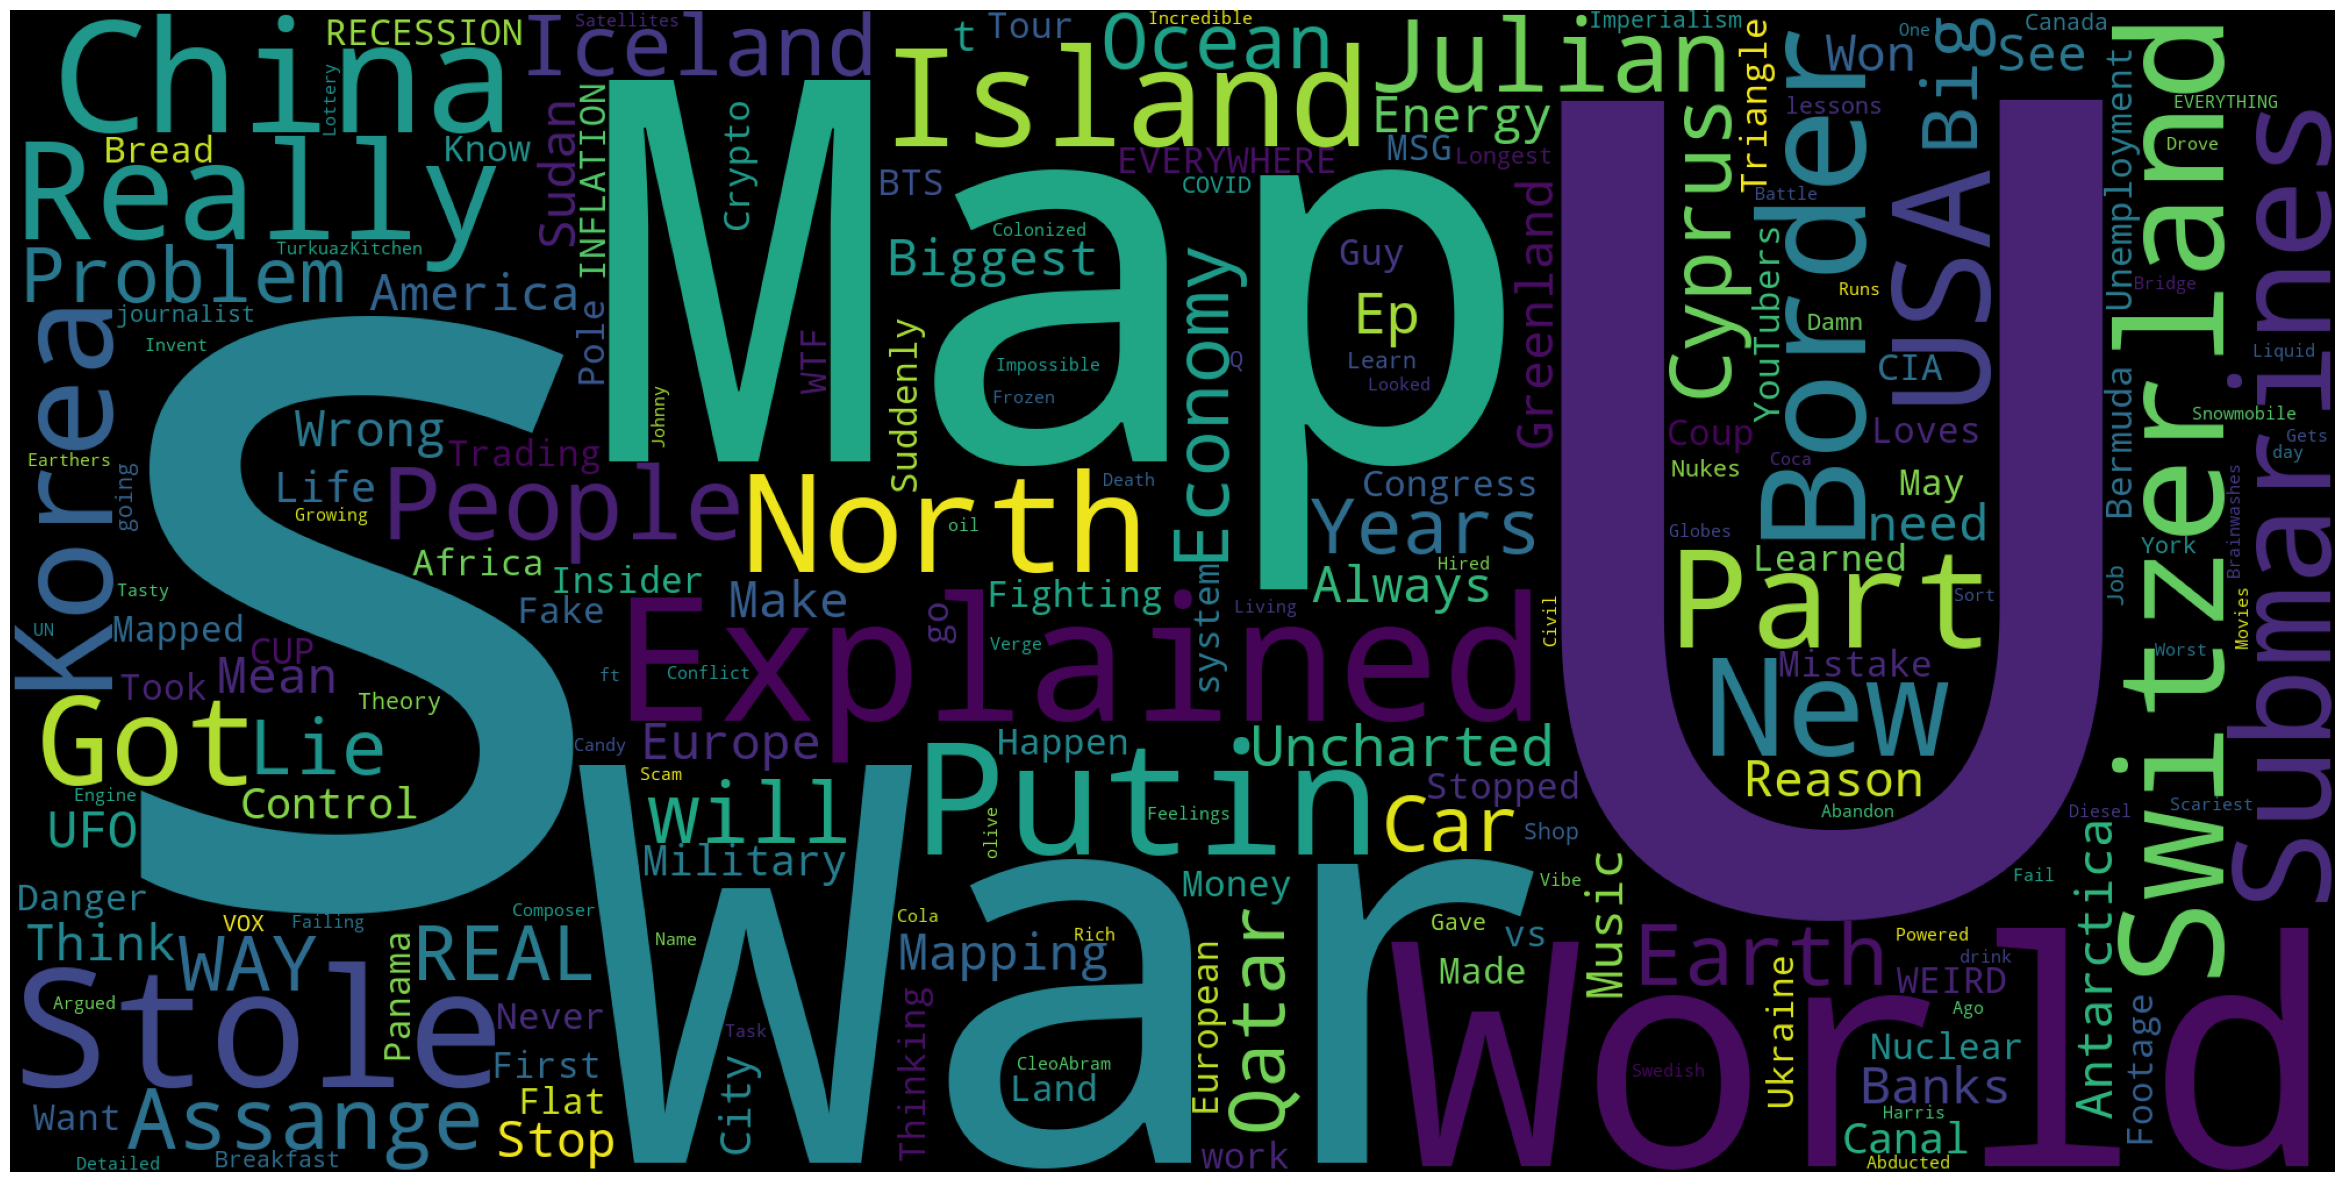 China
RECESSION
Lottery
Iceland
Satellites
t
Tour
Incredible
Ocean
Island
Julian
Imperialism
Triangle
Won
One
Big
See
Canada
Switzerland
EVERYTHING
Submarines
Really
Bread
Know
Sudan
INFLATION
Map
Crypto
BTS
EVERYWHERE
COVID
Energy
MSG
Longest
Greenland
U
Cyprus
Battle
lessons
Border
USA
Unemployment
Drove
Problem
TurkuazKitchen
America
journalist
Invent
Pole
WTF
Johnny
Biggest
Colonized
Suddenly
Impossible
Frozen
Economy
Q
Guy
Ep
Learn
Looked
YouTubers
Runs
Damn
CIA
Loves
Bermuda
Bridge
Liquid
Snowmobile
Gets
day
Korea
S
Earthers
going
Wrong
Trading
Life
Growing
People
North
Death
oil
Congress
Years
Coup
Nukes
Coca
Globes
May
need
Learned
York
Brainwashes
Africa
Insider
Tasty
UN
Mapped
Fake
Make
Fighting
system
Always
Hired
Living
Civil
Part
Sort
Job
Movies
CUP
Took
Mean
Theory
ft
Explained
Conflict
go
Verge
Mistake
Worst
Got
Lie
Control
Candy
Europe
Happen
Uncharted
New
Reason
Engine
UFO
Scam
will
Putin
Stopped
Car
Shop
Abandon
Diesel
Scariest
Military
olive
Feelings
Money
Vibe
Music
Fail
Danger
Think
VOX
Failing
WAY
Composer
REAL
War
Name
Cola
Mapping
Rich
European
Qatar
Gave
Made
vs
Earth
Powered
WEIRD
drink
Antarctica
Stole
Argued
Panama
Never
First
Task
City
Thinking
CleoAbram
Land
World
Swedish
Ukraine
Ago
Nuclear
Banks
Footage
Want
Assange
Flat
Stop
work
Harris
Canal
Detailed
Breakfast
Abducted